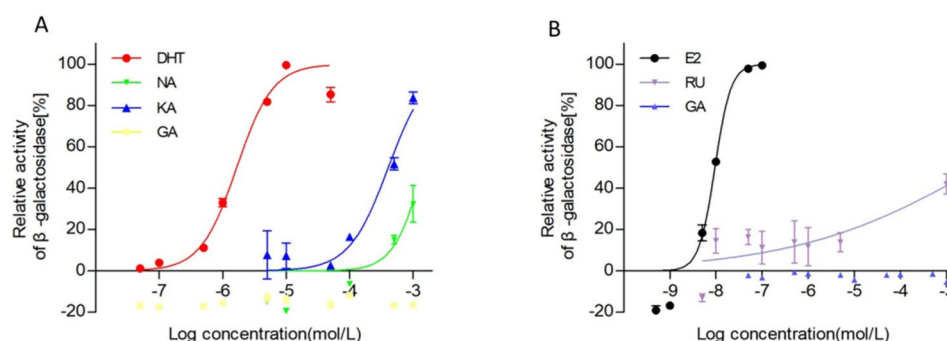 A
Relative activity
of β -galactosidase[%]
100
80
60
40
20
0
-20
DHT
NA
KA
GA
-7 -6 -5 -4 -3
Log concentration(mol/L)
B
Relative activity
of β -galactosidase[%]
100
80
60
40
20
0
-20
E2
RU
GA
-9 -8 -7 -6 -5 -4 -3
Log concentration(mol/L)